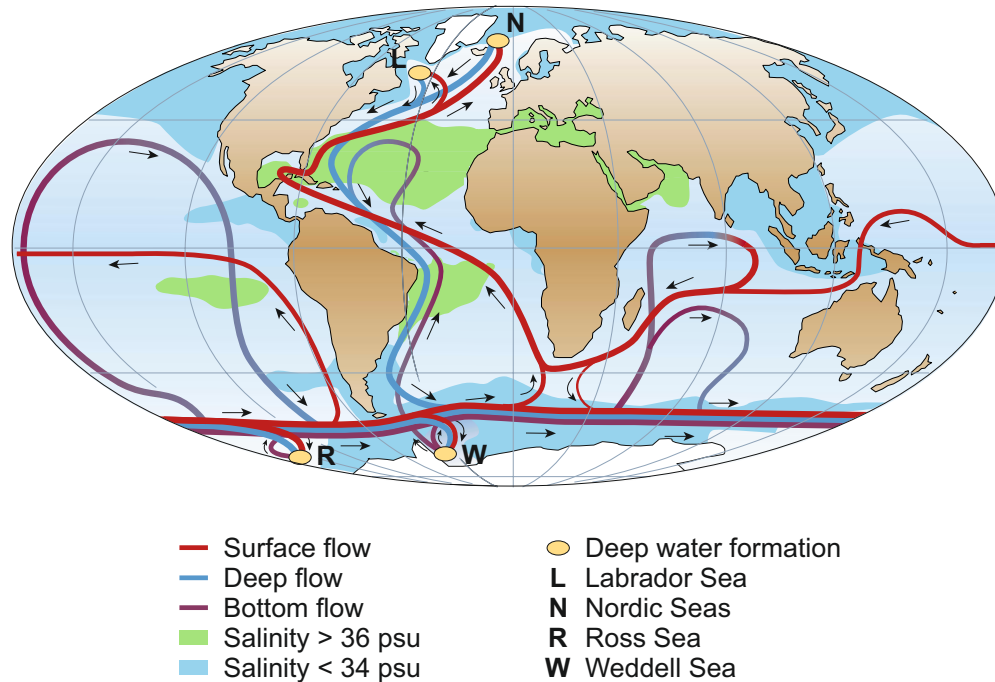 N
L
R
W
Surface flow
Deep flow
Bottom flow
Salinity > 36 psu
Salinity < 34 psu
Deep water formation
L Labrador Sea
N Nordic Seas
R Ross Sea
W Weddell Sea